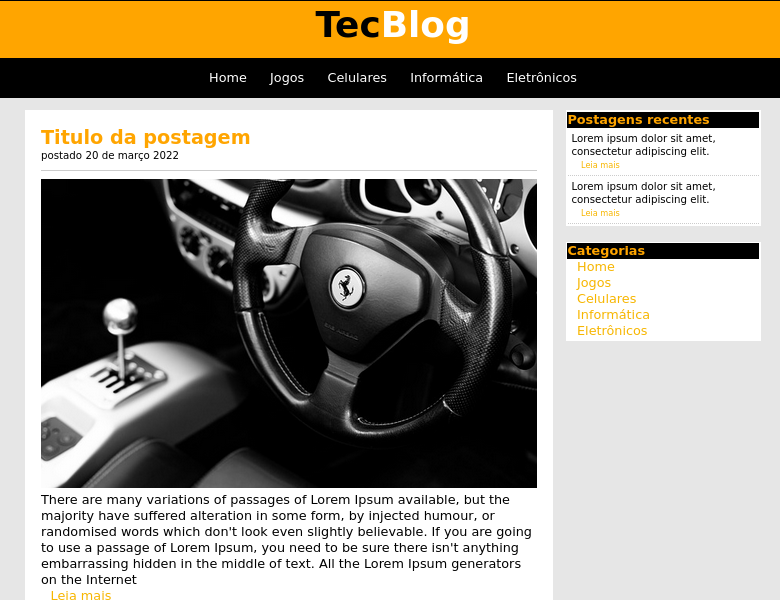 TecBlog
Home Jogos Celulares Informática Eletrônicos
Titulo da postagem
postado 20 de março 2022
There are many variations of passages of Lorem Ipsum available, but the
majority have suffered alteration in some form, by injected humour, or
randomised words which don't look even slightly believable. If you are going
to use a passage of Lorem Ipsum, you need to be sure there isn't anything
embarrassing hidden in the middle of text. All the Lorem Ipsum generators
on the Internet
Leia mais
Postagens recentes
Lorem ipsum dolor sit amet,
consectetur adipiscing elit.
Leia mais
Lorem ipsum dolor sit amet,
consectetur adipiscing elit.
Leia mais
Categorias
Home
Jogos
Celulares
Informática
Eletrônicos